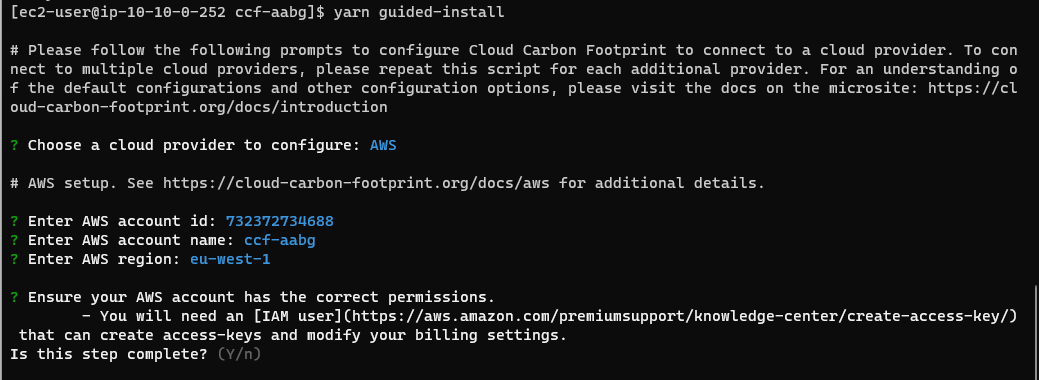 [ec2-user@ip-10-10-0-252 ccf-aabg]$ yarn guided-install
# Please follow the following prompts to configure Cloud Carbon Footprint to connect to a cloud provider. To con
nect to multiple cloud providers, please repeat this script for each additional provider. For an understanding o
f the default configurations and other configuration options, please visit the docs on the microsite: https://cl
oud-carbon-footprint.org/docs/introduction
? Choose a cloud provider to configure: AWS
# AWS setup. See https://cloud-carbon-footprint.org/docs/aws for additional details.
? Enter AWS account id: 732372734688
? Enter AWS account name: ccf-aabg
? Enter AWS region: eu-west-1
? Ensure your AWS account has the correct permissions.
- You will need an [IAM user](https://aws.amazon.com/premiumsupport/knowledge-center/create-access-key/)
that can create access-keys and modify your billing settings.
Is this step complete? (Y/n)